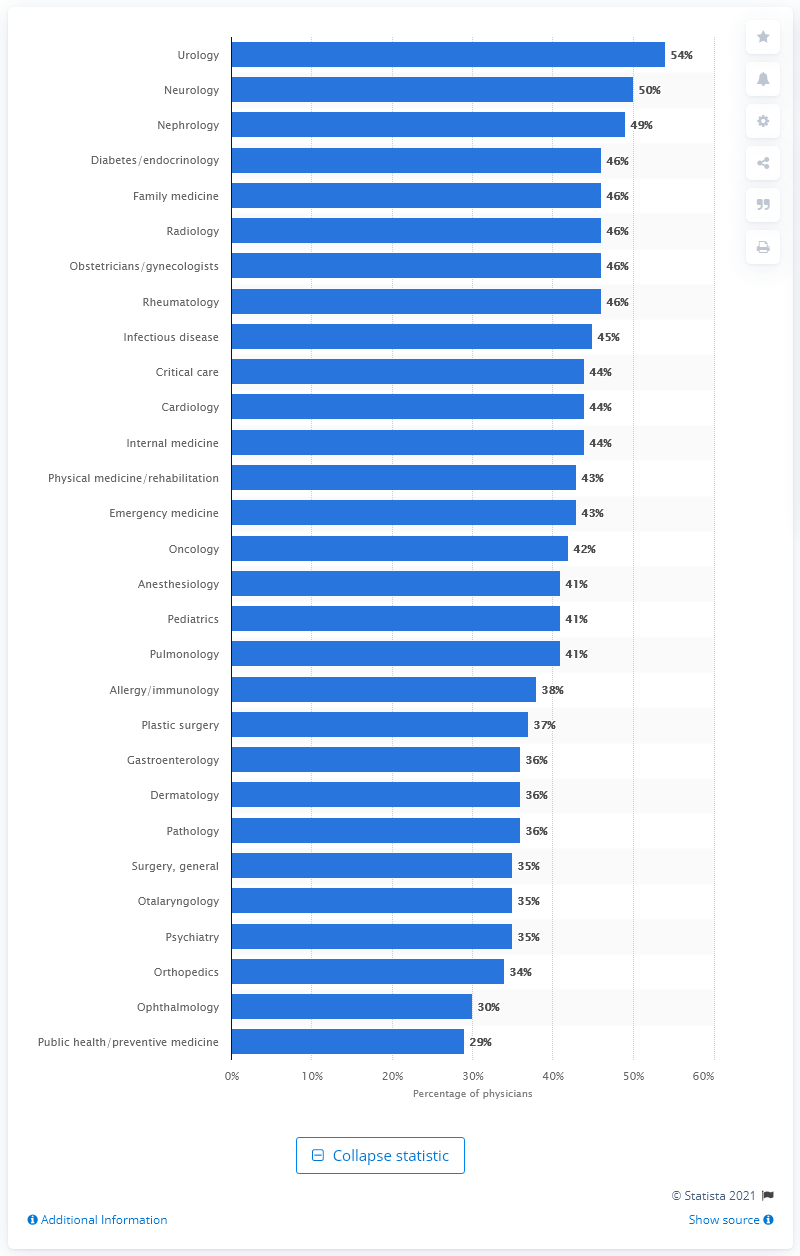 Urology 54%
Neurology 50%
Nephrology 49%
Diabetes/endocrinology 46%
Family medicine 46%
Radiology 46%
Obstetricians/gynecologists 46%
Rheumatology 46%
Infectious disease 45%
Critical care 44%
Cardiology 44%
Internal medicine 44%
Physical medicine/rehabilitation 43%
Emergency medicine 43%
Oncology 42%
Anesthesiology 41%
Pediatrics 41%
Pulmonology 41%
Allergy/immunology 38%
Plastic surgery 37%
Gastroenterology 36%
Dermatology 36%
Pathology 36%
Surgery, general 35%
Otalaryngology 35%
Psychiatry 35%
Orthopedics 34%
Ophthalmology 30%
Public health/preventive medicine 29%
0% 10% 20% 30% 40% 50% 60%
Percentage of physicians
Collapse statistic
© Statista 2021
Additional Information Show source